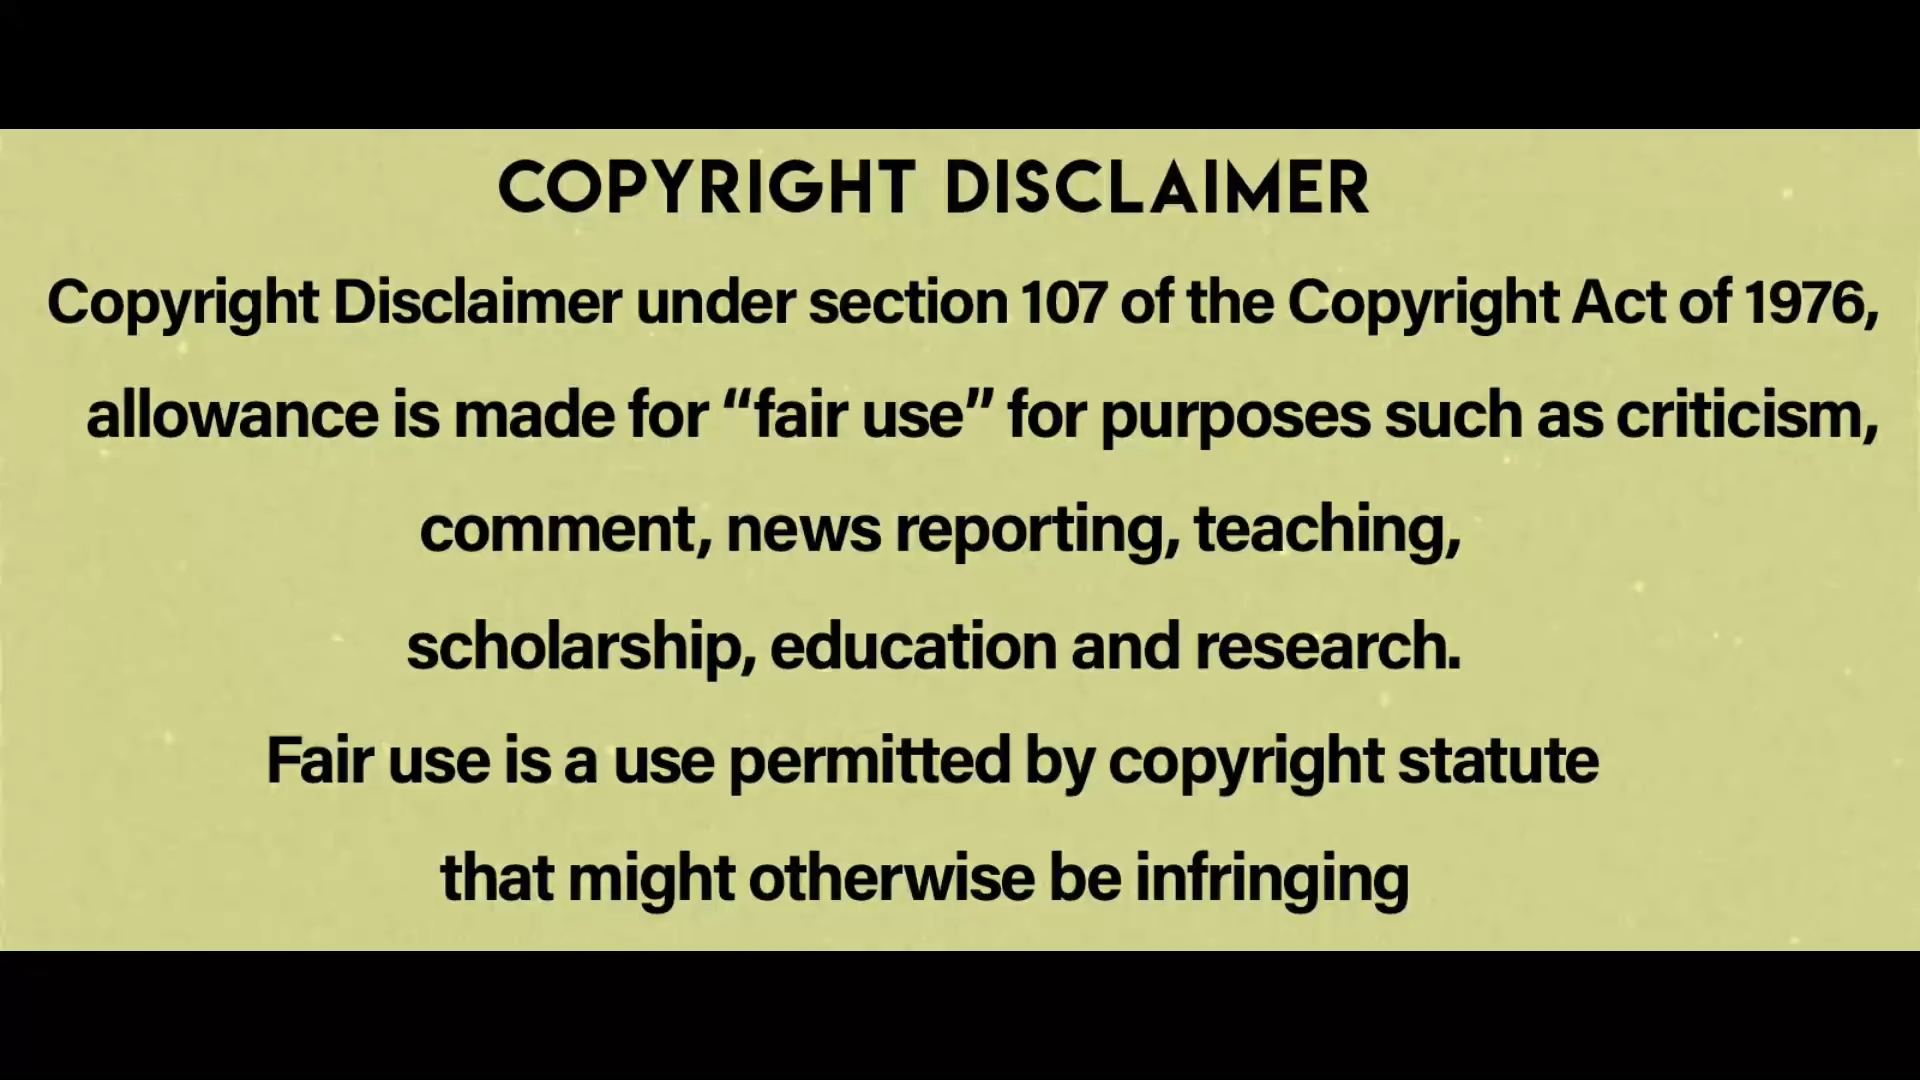 COPYRIGHT DISCLAIMER
Copyright Disclaimer under section 107 of the Copyright Act of 1976,
allowance is made for “fair use” for purposes such as criticism,
comment, news reporting, teaching,
scholarship, education and research.
Fair use is a use permitted by copyright statute
that might otherwise be infringing